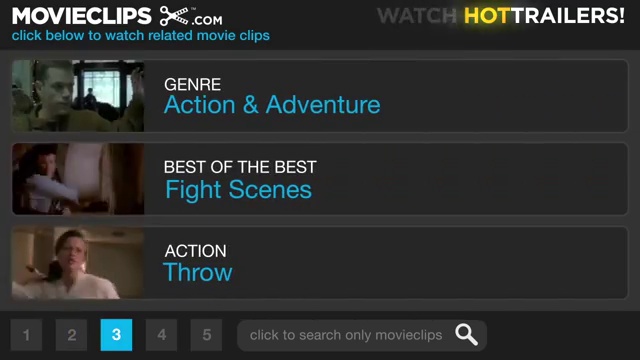 MOVIECLIPS™.COM
WATCH HOTTRAILERS!
click below to watch related movie clips
GENRE
Action & Adventure
BEST OF THE BEST
Fight Scenes
ACTION
Throw
1 2 3 4 5 click to search only movieclips